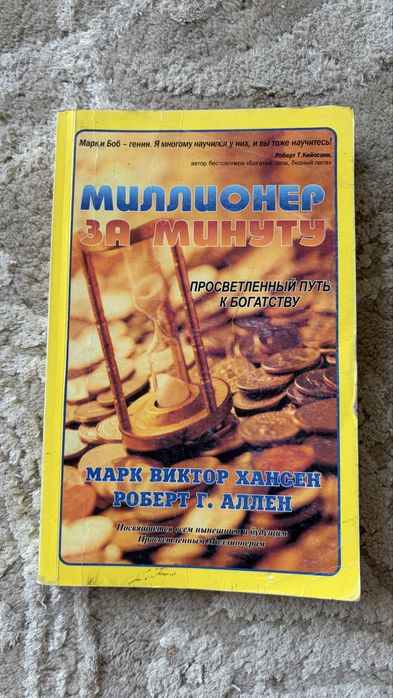 Марк и Боб – гении. Я многому научился у них, и вы тоже научитесь!
Роберт Т.Кийосаки,
автор бестселлера «Богатый папа, бедный папа»
МИЛЛИОНЕР
ЗА МИНУТУ
ПРОСВЕТЛЕННЫЙ ПУТЬ
К БОГАТСТВУ
МАРК ВИКТОР ХАНСЕН
РОБЕРТ Г. АЛЛЕН
Посвящается всем нынешним и будущим
Просветленным Миллионерам